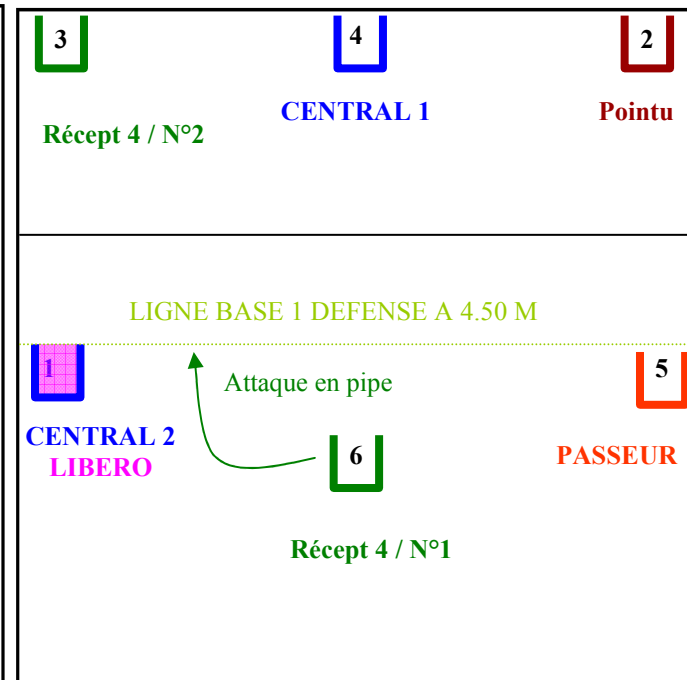 3
4
2
CENTRAL 1
Pointu
Récept 4 / N°2
LIGNE BASE 1 DEFENSE A 4.50 M
1
Attaque en pipe
5
CENTRAL 2
LIBERO
6
PASSEUR
Récept 4 / N°1